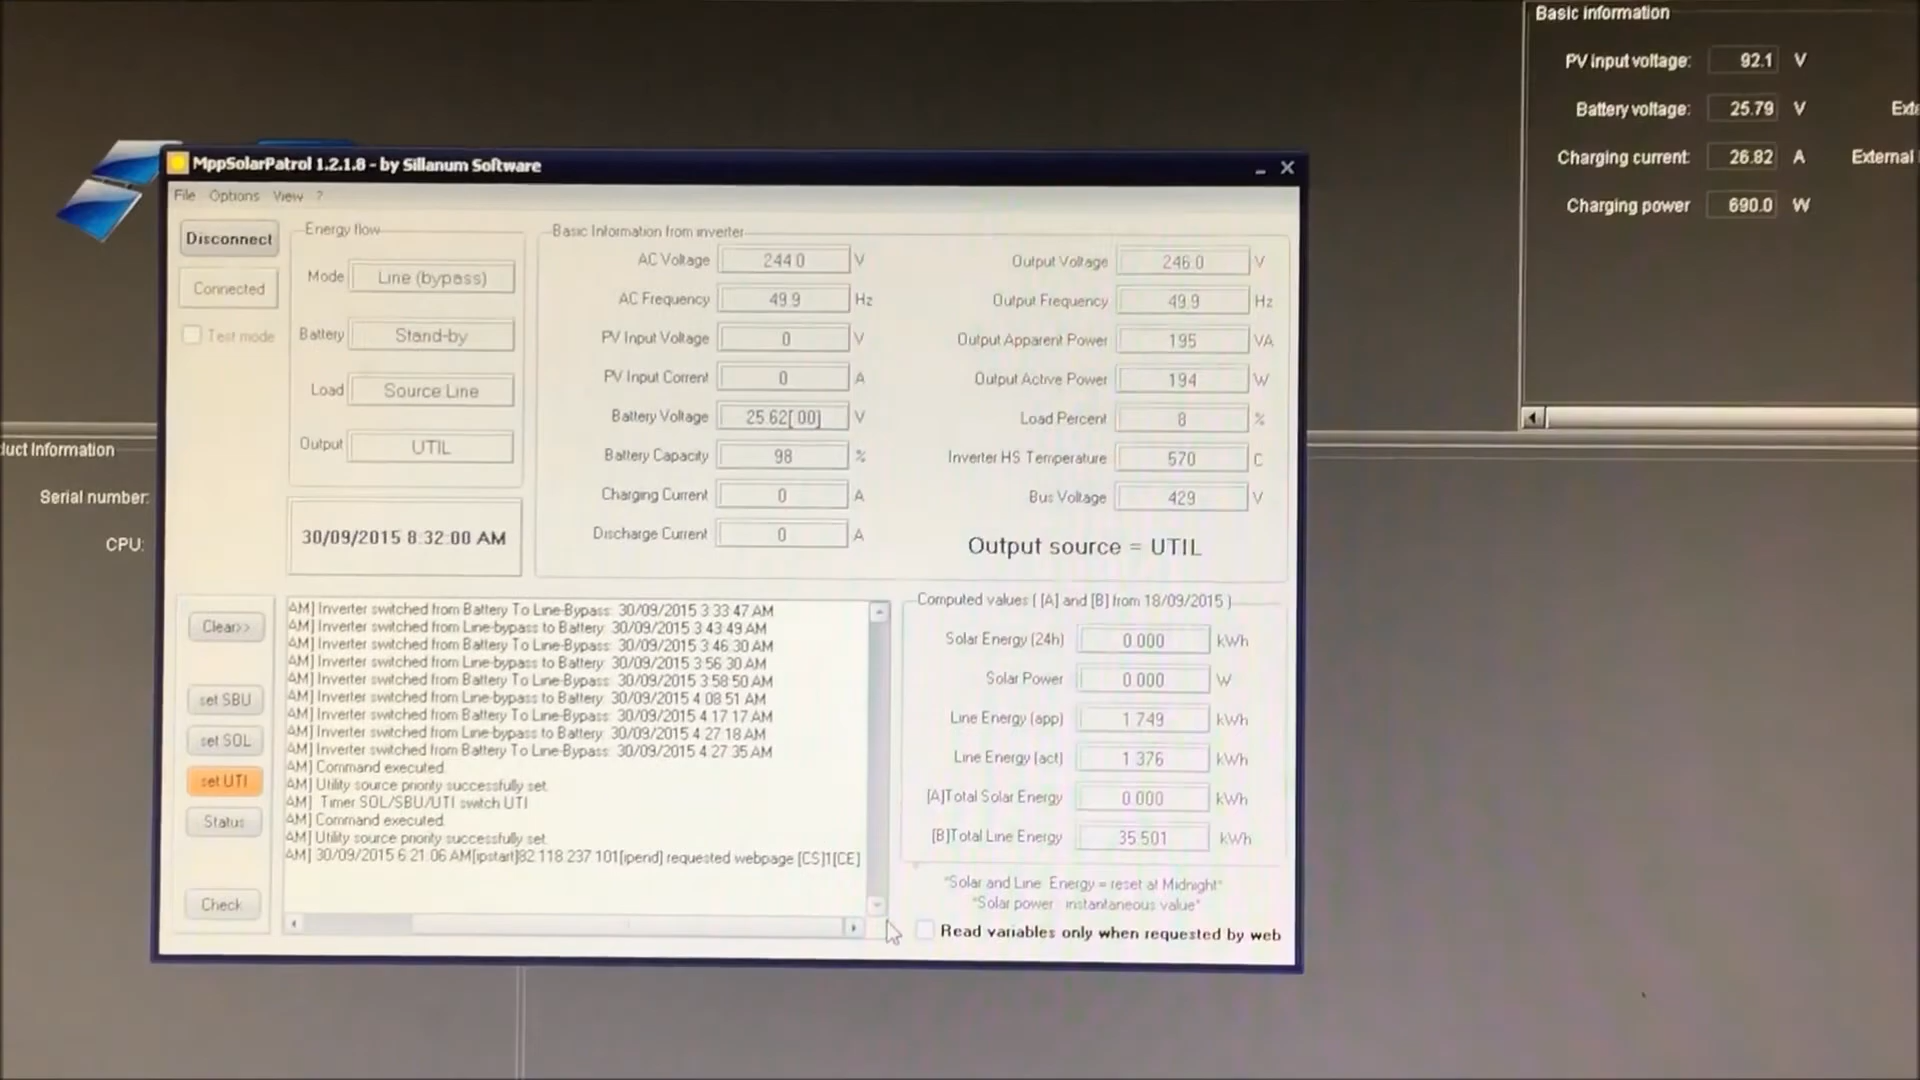 Basic Information
PV input voltage: 92.1 V
Battery voltage: 25.79 V
Charging current: 26.82 A External
Charging power 690.0 W
MppSolarPatrol 1.2.1.8 - by Sillanum Software
File Options View ?
Disconnect
Connected
Test mode
Energy flow
Mode Line (bypass)
Battery Stand-by
Load Source:Line
Output UTIL
30/09/2015 8:32:00 AM
Basic Information from inverter
AC Voltage 244.0 V
AC Frequency 49.9 Hz
PV Input Voltage 0 V
PV Input Current 0 A
Battery Voltage 25.62[.00] V
Battery Capacity 98 %
Charging Current 0 A
Discharge Current 0 A
Output Voltage 246.0 V
Output Frequency 49.9 Hz
Output Apparent Power 195 VA
Output Active Power 194 W
Load Percent 8 %
Inverter HS Temperature 570 C
Bus Voltage 429 V
Output source = UTIL
uct Information
Serial number:
CPU:
Clear>>
set SBU
set SOL
set UTI
Status
Check
AM] Inverter switched from Battery To Line-Bypass: 30/09/2015 3:33:47 AM
AM] Inverter switched from Line-bypass to Battery: 30/09/2015 3:43:49 AM
AM] Inverter switched from Battery To Line-Bypass: 30/09/2015 3:46:30 AM
AM] Inverter switched from Line-bypass to Battery: 30/09/2015 3:56:30 AM
AM] Inverter switched from Battery To Line-Bypass: 30/09/2015 3:58:50 AM
AM] Inverter switched from Line-bypass to Battery: 30/09/2015 4:08:51 AM
AM] Inverter switched from Battery To Line-Bypass: 30/09/2015 4:17:17 AM
AM] Inverter switched from Line-bypass to Battery: 30/09/2015 4:27:18 AM
AM] Inverter switched from Battery To Line-Bypass: 30/09/2015 4:27:35 AM
AM] Command executed.
AM] Utility source priority successfully set.
AM] Timer SOL/SBU/UTI switch UTI
AM] Command executed.
AM] Utility source priority successfully set.
AM] 30/09/2015 6:21:06 AM[ipstart]82.118.237.101[ipend] requested webpage [CS]1[CE]
Computed values ( [A] and [B] from 18/09/2015 )
Solar Energy (24h) 0.000 kWh
Solar Power 0.000 W
Line Energy (app) 1.749 kWh
Line Energy (act) 1.376 kWh
[A]Total Solar Energy 0.000 kWh
[B]Total Line Energy 35.501 kWh
"Solar and Line Energy = reset at Midnight"
"Solar power : instantaneous value"
Read variables only when requested by web